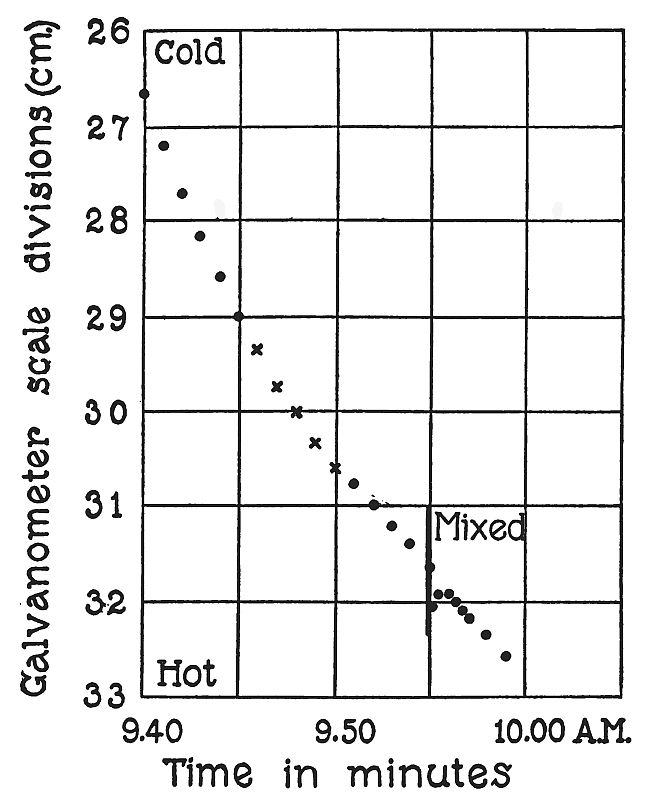 Galvanometer scale divisions (cm.)
26
Cold
27
28
29
30
31
Mixed
32
Hot
33
9.40 9.50 10.00 A.M.
Time in minutes